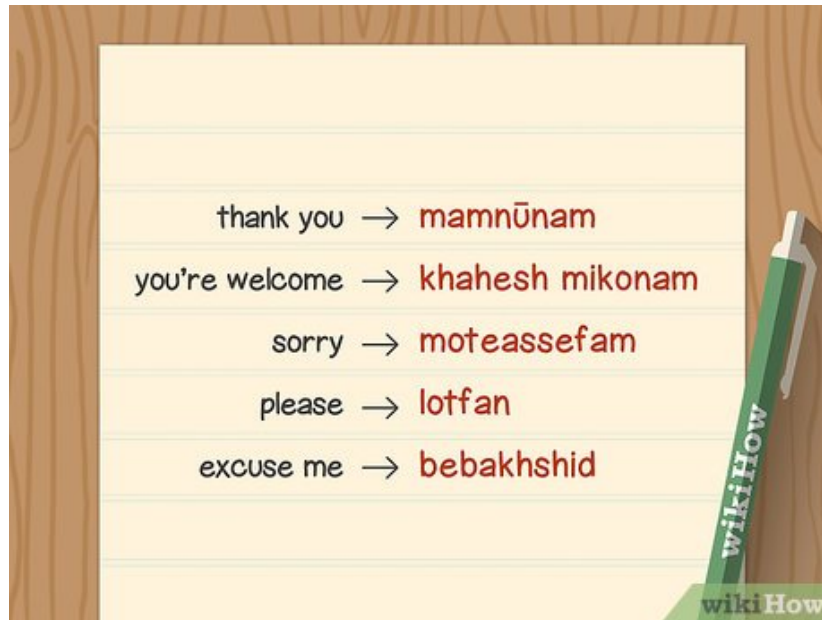 thank you → mamnūnam
you're welcome → khahesh mikonam
sorry → moteassefam
please → lotfan
excuse me → bebakhshid
wikiHow
wikiHow